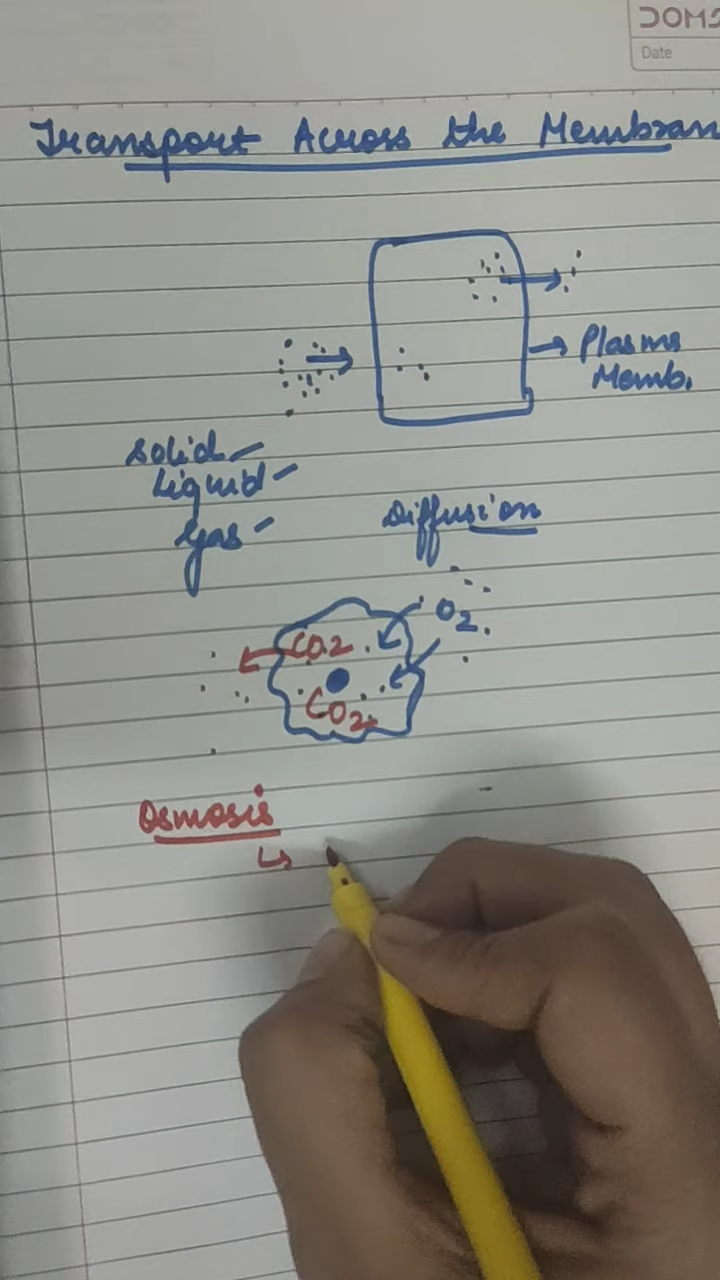 DOMS
Date
Transport Across the Membran
Plasma
Memb.
Solid
Liquid
Gas
Diffusion
O2
CO2
CO2
Osmosis